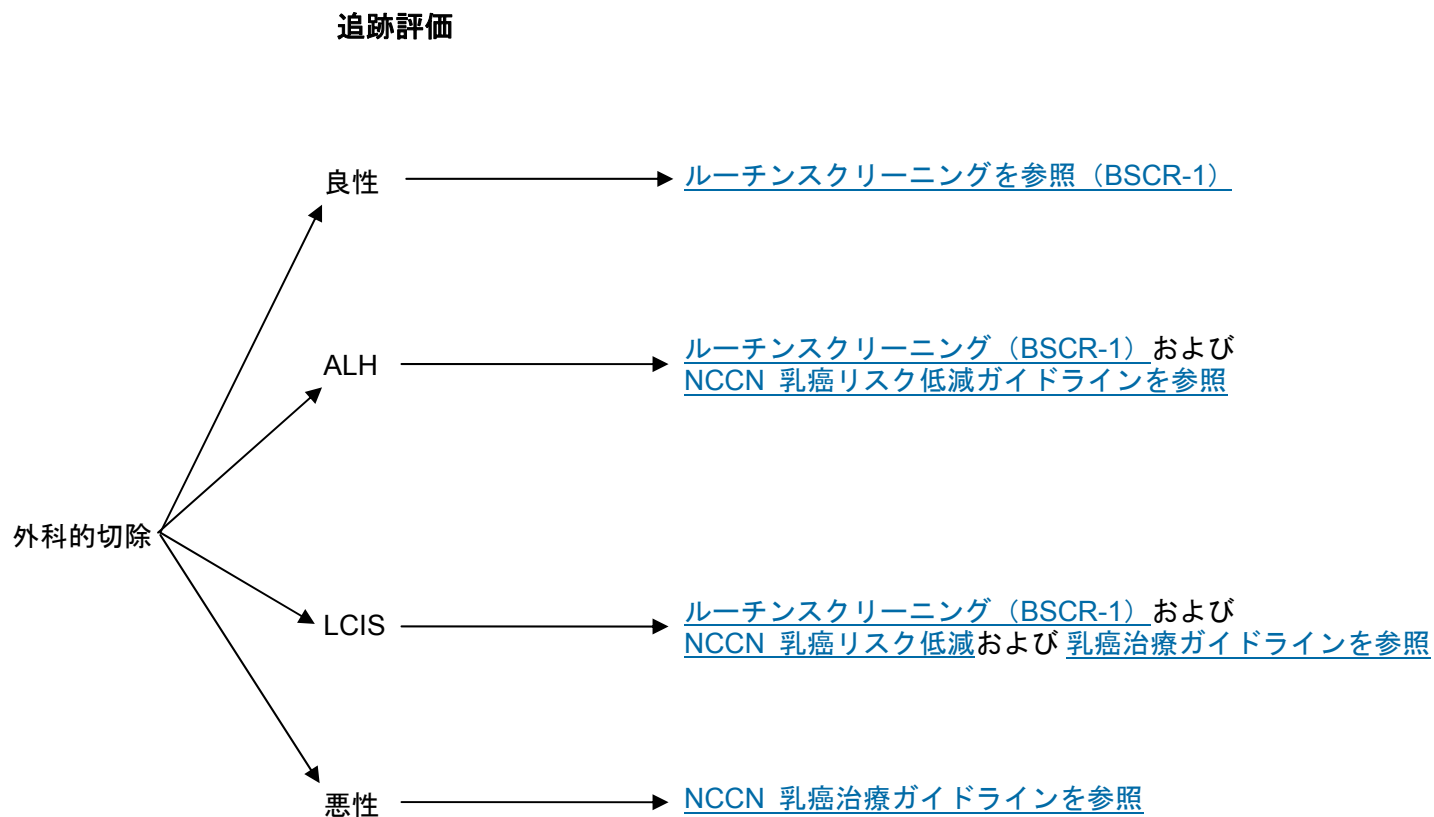 追跡評価
良性
ルーチンスクリーニングを参照（BSCR-1）
ALH
ルーチンスクリーニング（BSCR-1）および
NCCN 乳癌リスク低減ガイドラインを参照
外科的切除
LCIS
ルーチンスクリーニング（BSCR-1）および
NCCN 乳癌リスク低減および 乳癌治療ガイドラインを参照
悪性
NCCN 乳癌治療ガイドラインを参照